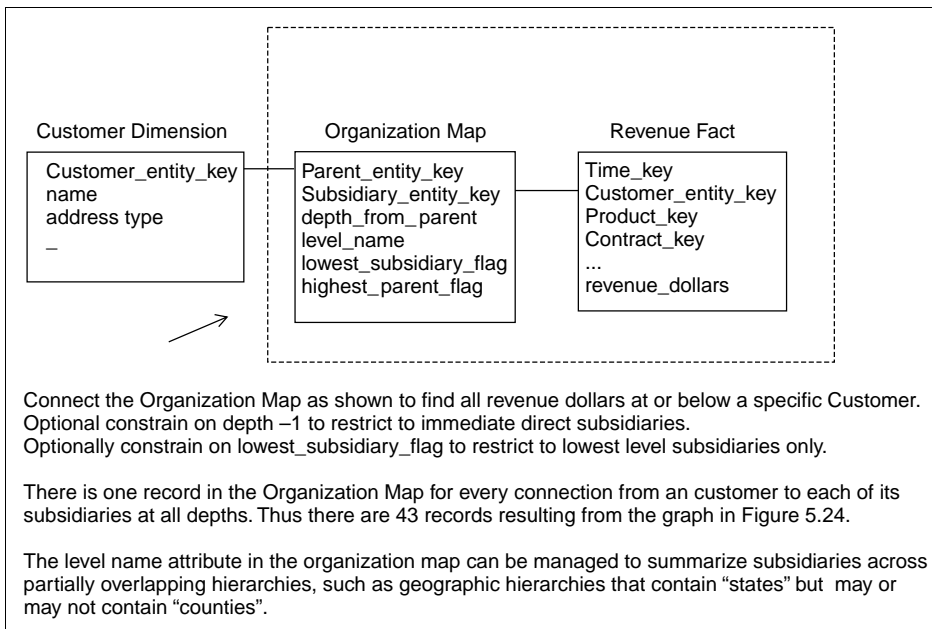 Customer Dimension
Customer_entity_key
name
address type
_
Organization Map
Parent_entity_key
Subsidiary_entity_key
depth_from_parent
level_name
lowest_subsidiary_flag
highest_parent_flag
Revenue Fact
Time_key
Customer_entity_key
Product_key
Contract_key
...
revenue_dollars
Connect the Organization Map as shown to find all revenue dollars at or below a specific Customer.
Optional constrain on depth –1 to restrict to immediate direct subsidiaries.
Optionally constrain on lowest_subsidiary_flag to restrict to lowest level subsidiaries only.
There is one record in the Organization Map for every connection from an customer to each of its
subsidiaries at all depths. Thus there are 43 records resulting from the graph in Figure 5.24.
The level name attribute in the organization map can be managed to summarize subsidiaries across
partially overlapping hierarchies, such as geographic hierarchies that contain “states” but may or
may not contain “counties”.